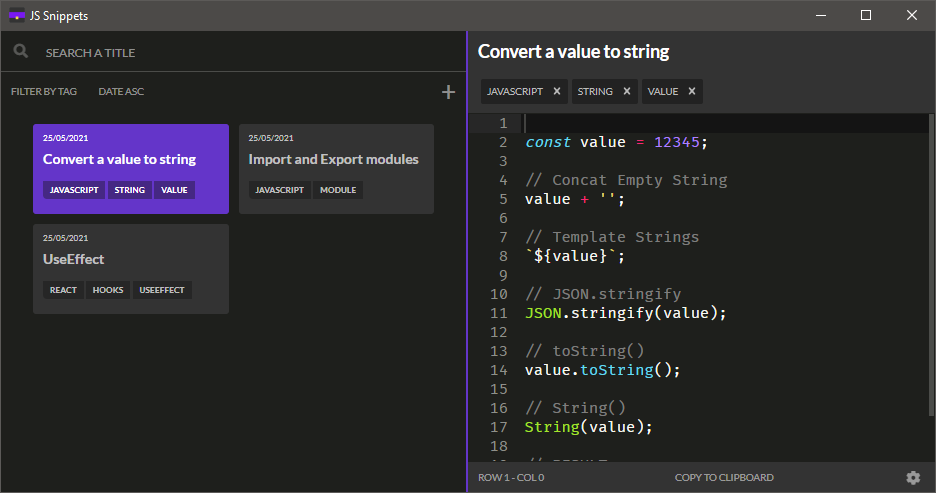 JS Snippets
SEARCH A TITLE
FILTER BY TAG DATE ASC
25/05/2021
Convert a value to string
JAVASCRIPT STRING VALUE
25/05/2021
Import and Export modules
JAVASCRIPT MODULE
25/05/2021
UseEffect
REACT HOOKS USEEFFECT
Convert a value to string
JAVASCRIPT × STRING × VALUE ×
1
2 const value = 12345;
3
4 // Concat Empty String
5 value + '';
6
7 // Template Strings
8 `${value}`;
9
10 // JSON.stringify
11 JSON.stringify(value);
12
13 // toString()
14 value.toString();
15
16 // String()
17 String(value);
18
ROW 1 - COL 0 COPY TO CLIPBOARD